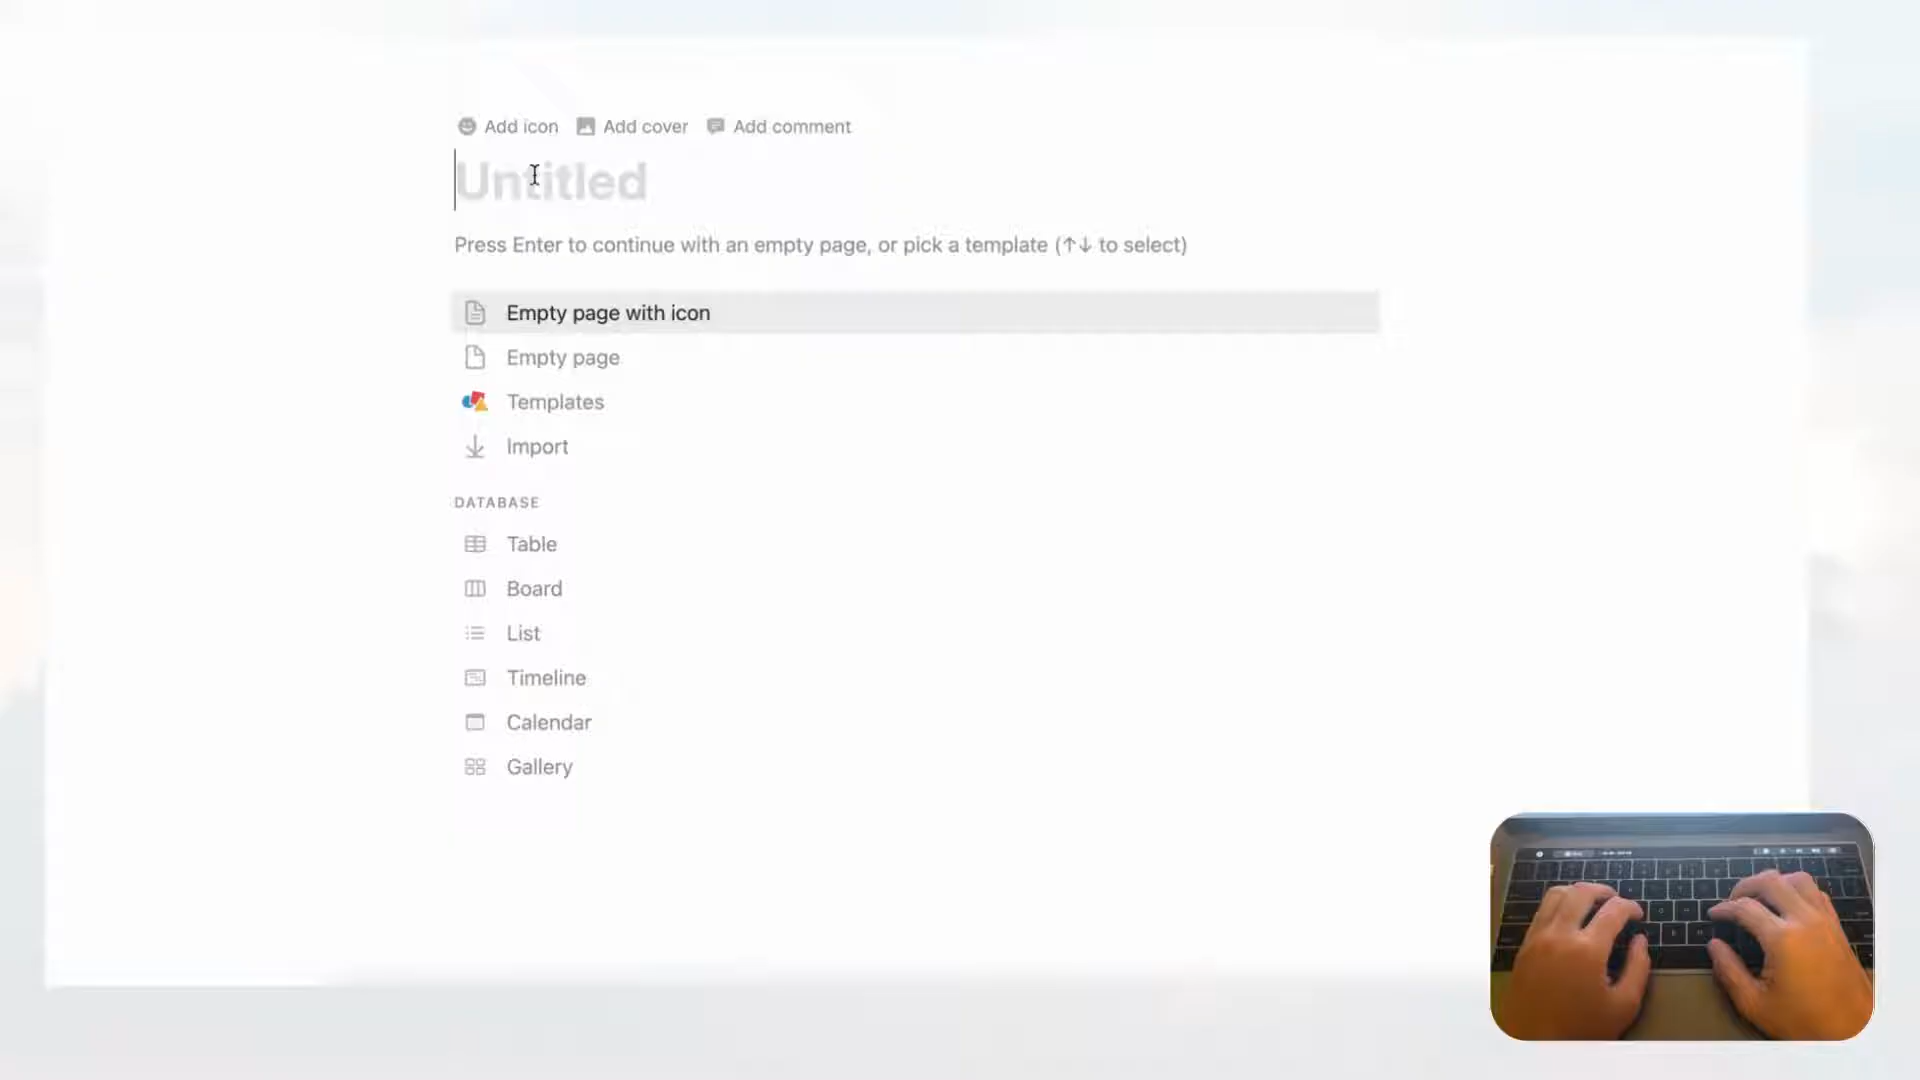 Add icon Add cover Add comment
Untitled
Press Enter to continue with an empty page, or pick a template (↑↓ to select)
Empty page with icon
Empty page
Templates
Import
DATABASE
Table
Board
List
Timeline
Calendar
Gallery